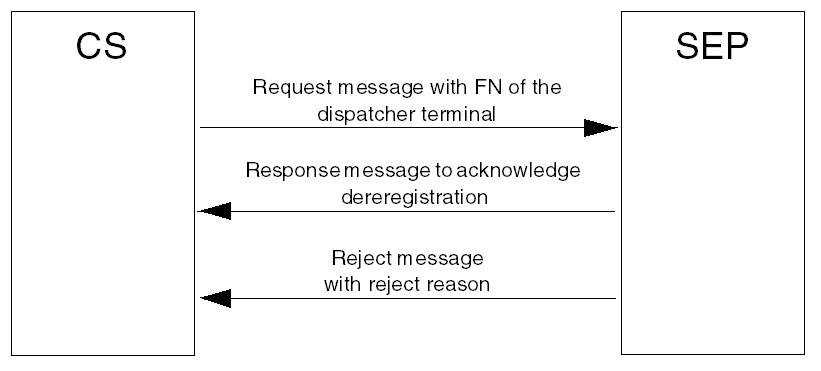 CS
SEP
Request message with FN of the
dispatcher terminal
Response message to acknowledge
dereregistration
Reject message
with reject reason